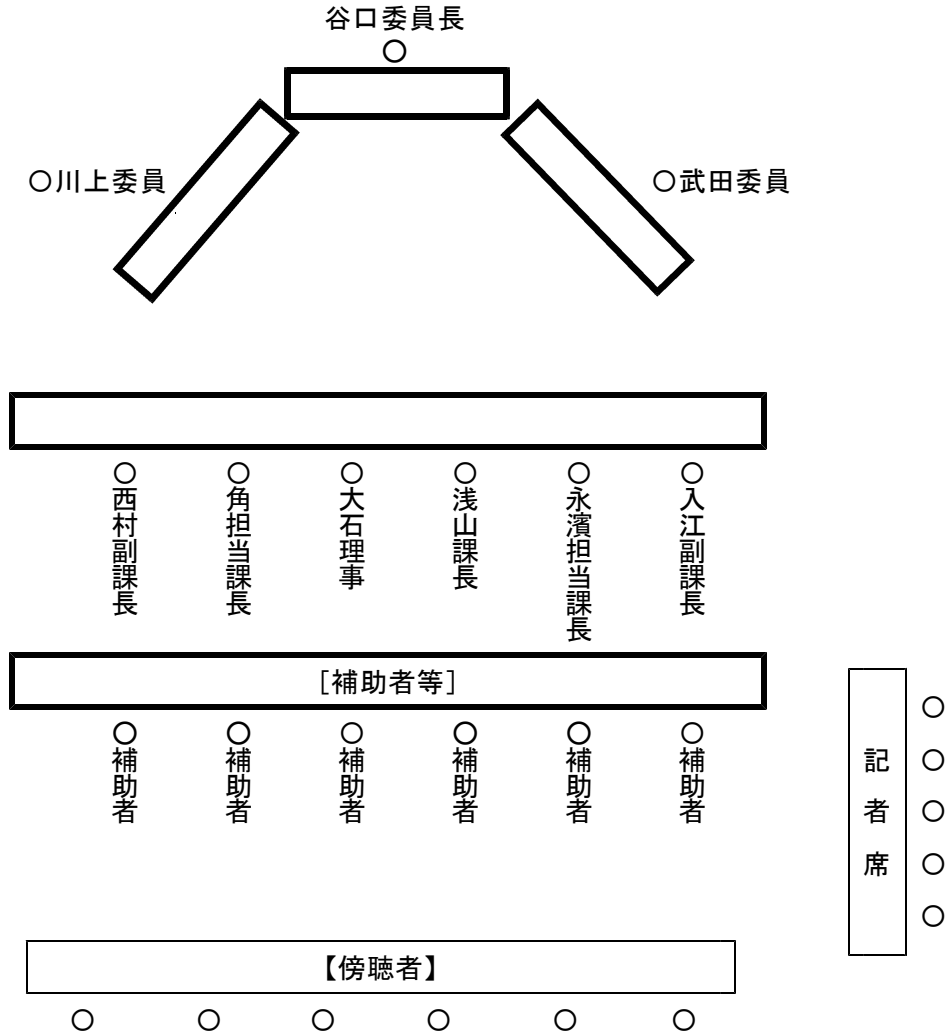 谷口委員長
○
○川上委員
○武田委員
○西村副課長
○角担当課長
○大石理事
○浅山課長
○永濱担当課長
○入江副課長
［補助者等］
○補助者
○補助者
○補助者
○補助者
○補助者
○補助者
記者席
○
○
○
○
○
【傍聴者】
○ ○ ○ ○ ○ ○